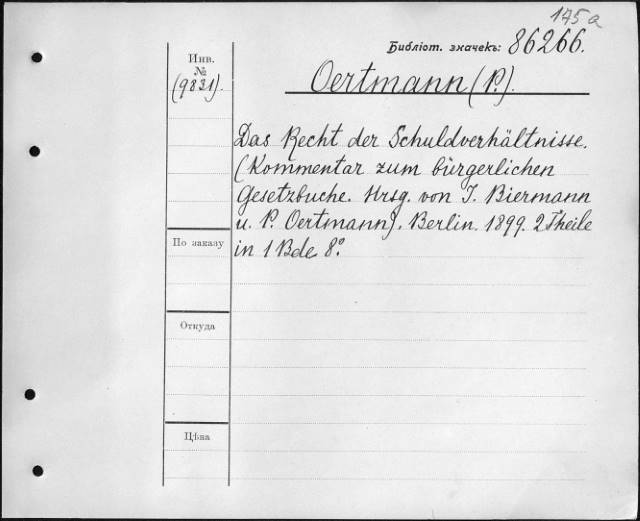 175a
Библіот. значекъ: 86266.
Инв.
№
(9831).
Oertmann (P.).
Das Recht der Schuldverhältnisse.
(Kommentar zum bürgerlichen
Gesetzbuche. Hrsg. von J. Biermann
u. P. Oertmann). Berlin. 1899. 2 Theile
in 1 Bde 8°.
По заказу
Откуда
Цѣна